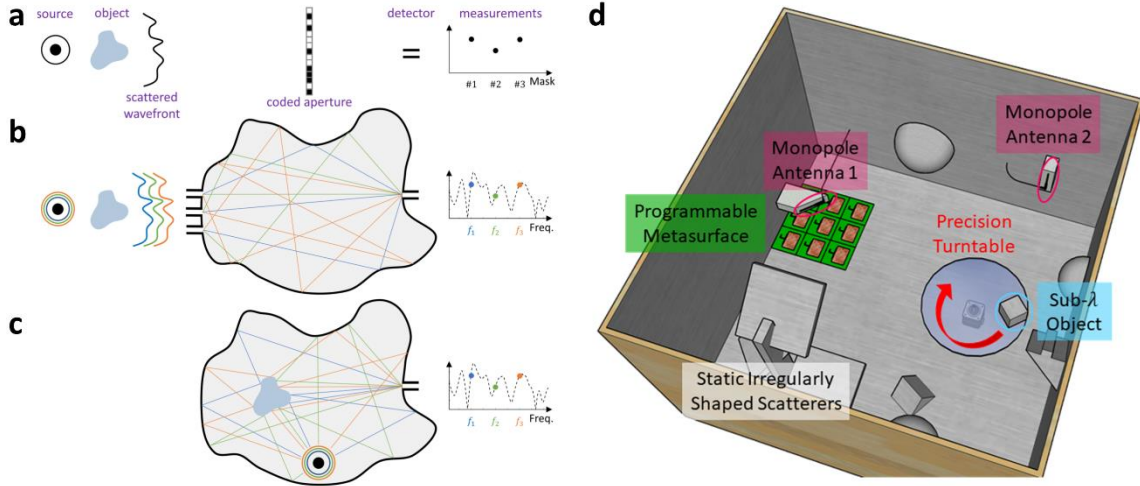 a
source
object
detector
measurements
=
Mask
#1 #2 #3
scattered
wavefront
coded aperture
b
Freq.
f₁ f₂ f₃
c
Freq.
f₁ f₂ f₃
d
Monopole
Antenna 2
Monopole
Antenna 1
Programmable
Metasurface
Precision
Turntable
Sub-λ
Object
Static Irregularly
Shaped Scatterers